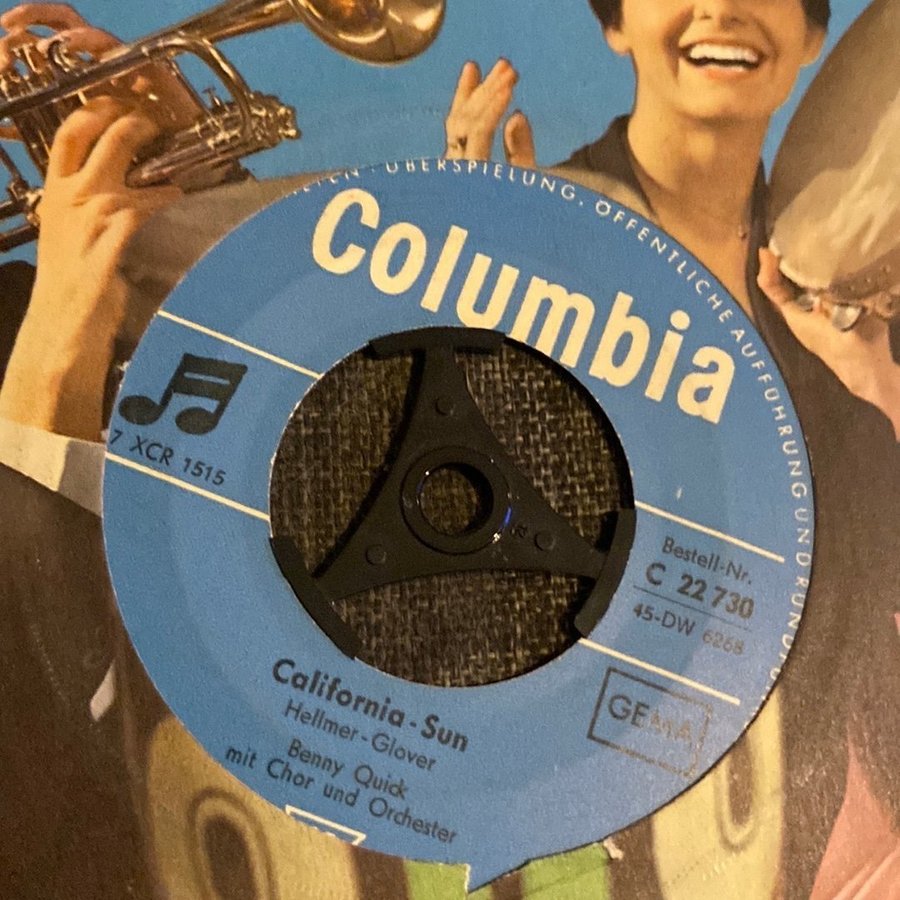 ÜBERSPIELUNG, ÖFFENTLICHE AUFFÜHRUNG UND RUNDFU
Columbia
7 XCR 1515
Bestell-Nr.
C 22 730
45-DW 6268
GEMA
California-Sun
Hellmer-Glover
Benny Quick
mit Chor und Orchester